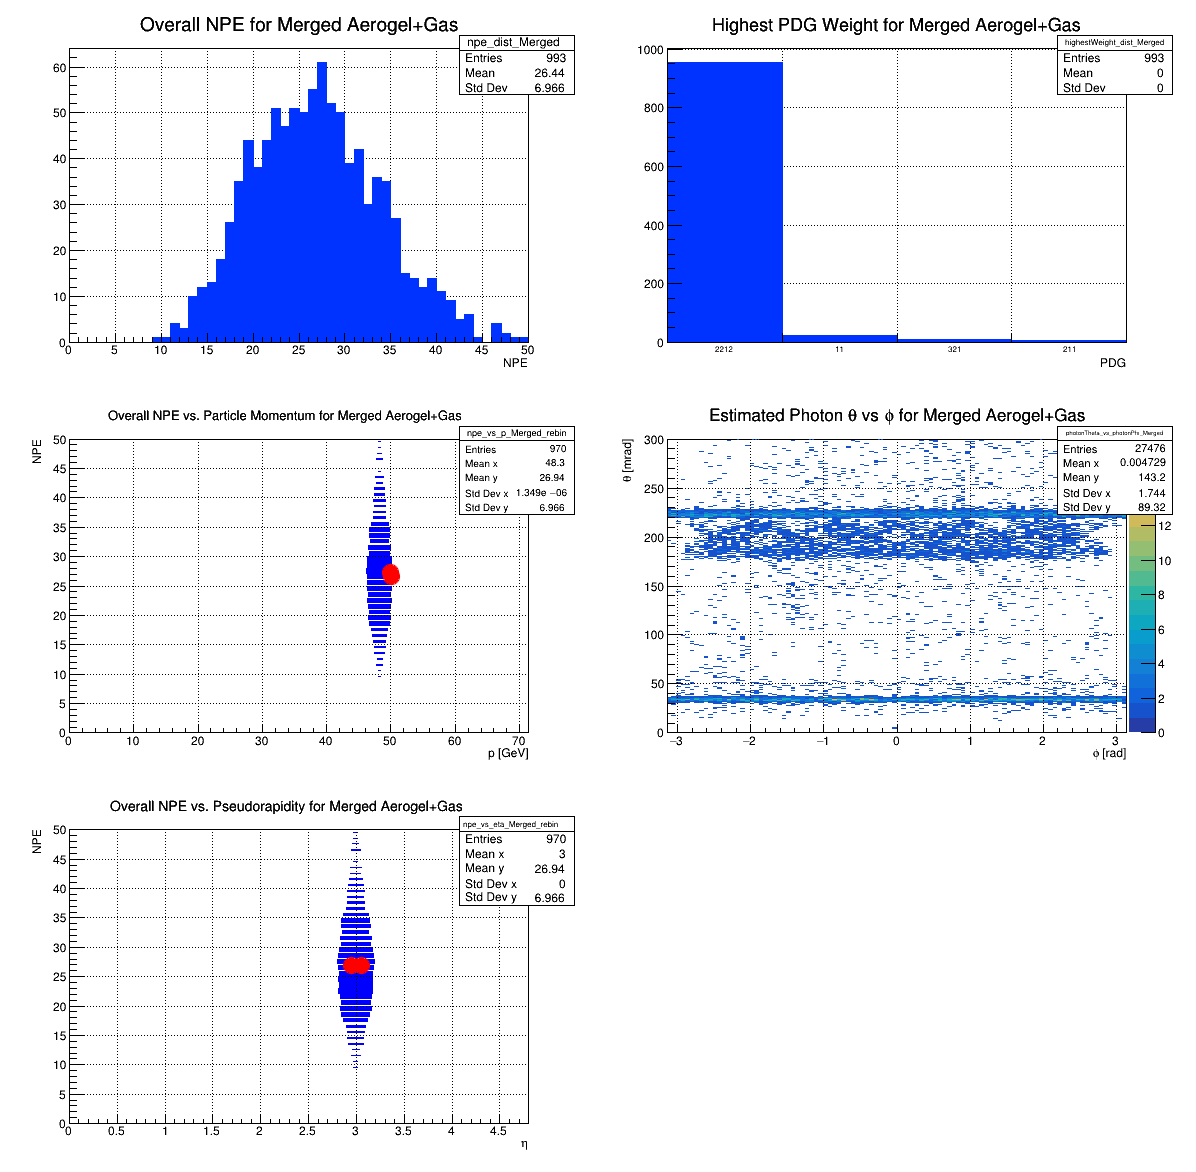 Overall NPE for Merged Aerogel+Gas
npe_dist_Merged
Entries 993
Mean 26.44
Std Dev 6.966
60
50
40
30
20
10
0
0 5 10 15 20 25 30 35 40 45 50
NPE
Highest PDG Weight for Merged Aerogel+Gas
highestWeight_dist_Merged
Entries 993
Mean 0
Std Dev 0
1000
800
600
400
200
0
2212 11 321 211
PDG
Overall NPE vs. Particle Momentum for Merged Aerogel+Gas
npe_vs_p_Merged_rebin
Entries 970
Mean x 48.3
Mean y 26.94
Std Dev x 1.349e −06
Std Dev y 6.966
NPE
50
45
40
35
30
25
20
15
10
5
0
0 10 20 30 40 50 60 70
p [GeV]
Estimated Photon θ vs ϕ for Merged Aerogel+Gas
photonTheta_vs_photonPhi_Merged
Entries 27476
Mean x 0.004729
Mean y 143.2
Std Dev x 1.744
Std Dev y 89.32
θ [mrad]
300
250
200
150
100
50
0
−3 −2 −1 0 1 2 3
ϕ [rad]
12
10
8
6
4
2
0
Overall NPE vs. Pseudorapidity for Merged Aerogel+Gas
npe_vs_eta_Merged_rebin
Entries 970
Mean x 3
Mean y 26.94
Std Dev x 0
Std Dev y 6.966
NPE
50
45
40
35
30
25
20
15
10
5
0
0 0.5 1 1.5 2 2.5 3 3.5 4 4.5
η